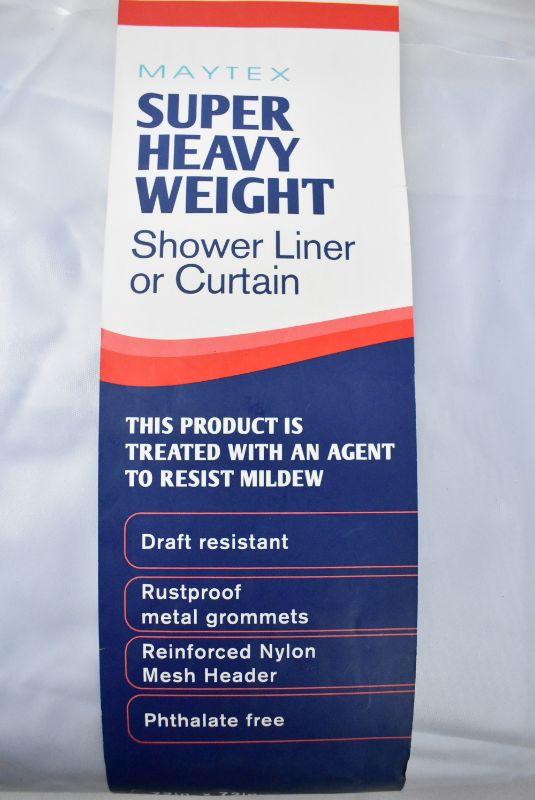 MAYTEX
SUPER
HEAVY
WEIGHT
Shower Liner
or Curtain
THIS PRODUCT IS
TREATED WITH AN AGENT
TO RESIST MILDEW
Draft resistant
Rustproof
metal grommets
Reinforced Nylon
Mesh Header
Phthalate free